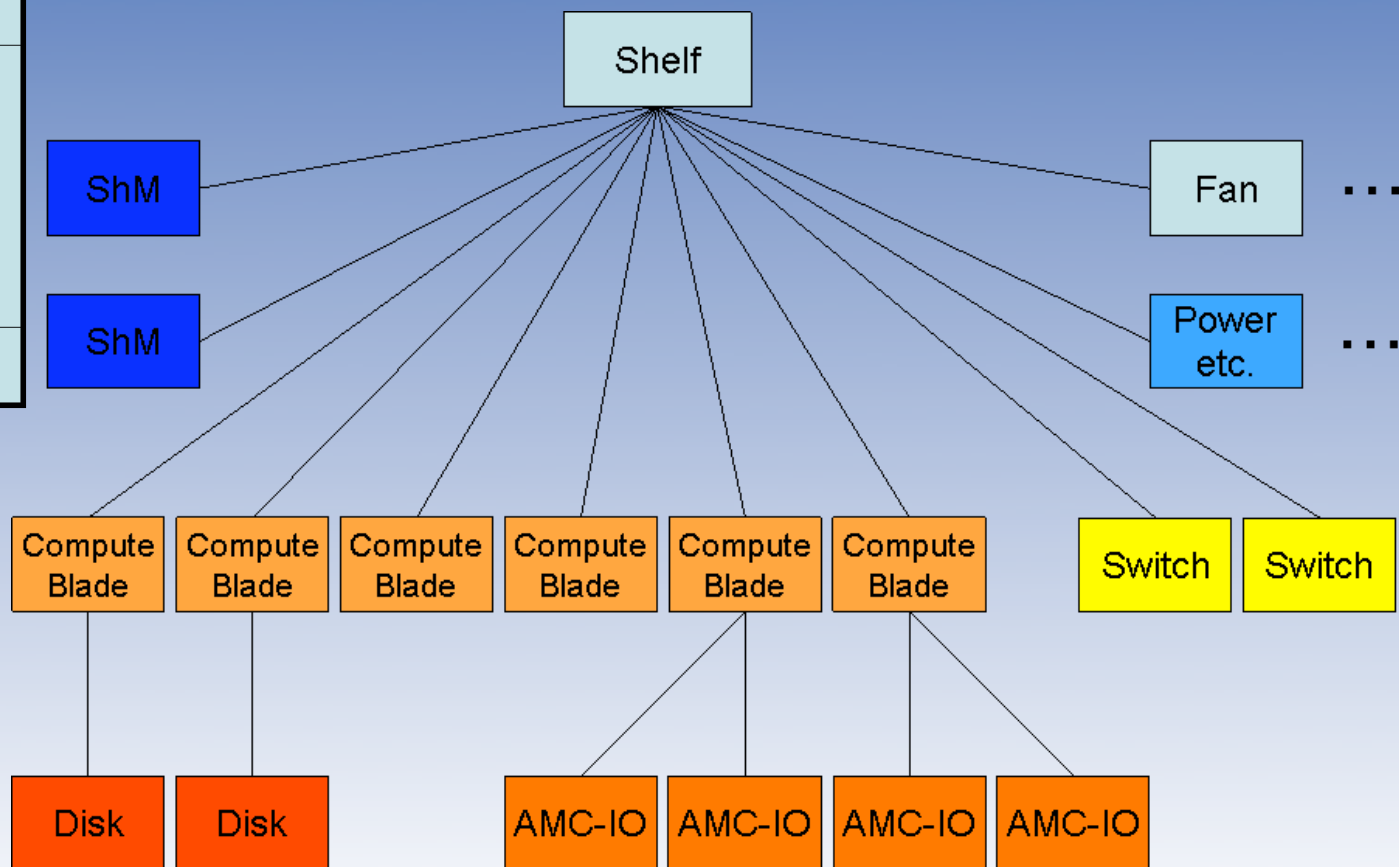 Shelf
ShM
Fan
...
ShM
Power
etc.
...
Compute
Blade
Compute
Blade
Compute
Blade
Compute
Blade
Compute
Blade
Compute
Blade
Switch
Switch
Disk
Disk
AMC-IO
AMC-IO
AMC-IO
AMC-IO